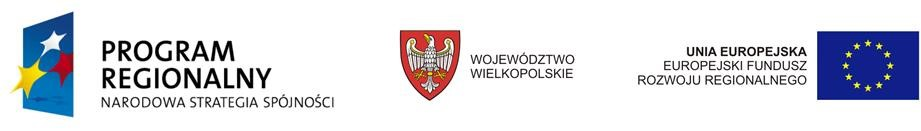 PROGRAM
REGIONALNY
NARODOWA STRATEGIA SPÓJNOŚCI
WOJEWÓDZTWO
WIELKOPOLSKIE
UNIA EUROPEJSKA
EUROPEJSKI FUNDUSZ
ROZWOJU REGIONALNEGO